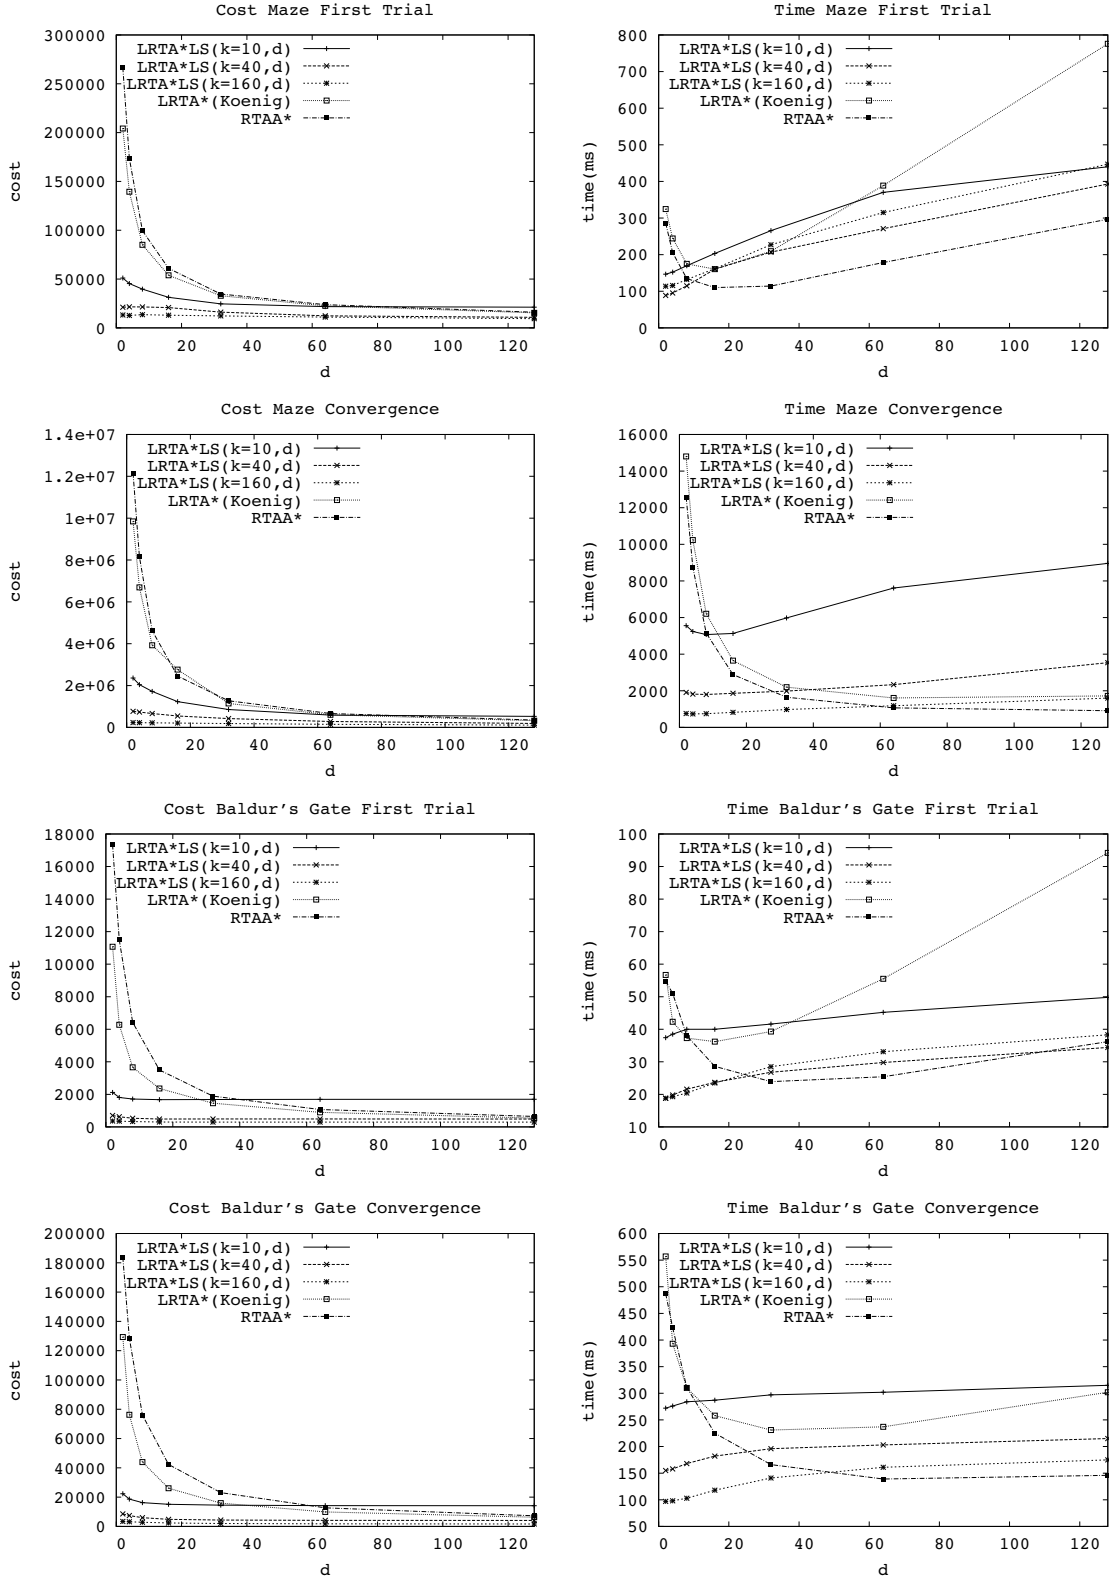 Cost Maze First Trial
300000
250000
200000
150000
100000
50000
0
cost
LRTA*LS(k=10,d)
LRTA*LS(k=40,d)
LRTA*LS(k=160,d)
LRTA*(Koenig)
RTAA*
0 20 40 60 80 100 120
d
Time Maze First Trial
800
700
600
500
400
300
200
100
0
time(ms)
LRTA*LS(k=10,d)
LRTA*LS(k=40,d)
LRTA*LS(k=160,d)
LRTA*(Koenig)
RTAA*
0 20 40 60 80 100 120
d
Cost Maze Convergence
1.4e+07
1.2e+07
1e+07
8e+06
6e+06
4e+06
2e+06
0
cost
LRTA*LS(k=10,d)
LRTA*LS(k=40,d)
LRTA*LS(k=160,d)
LRTA*(Koenig)
RTAA*
0 20 40 60 80 100 120
d
Time Maze Convergence
16000
14000
12000
10000
8000
6000
4000
2000
0
time(ms)
LRTA*LS(k=10,d)
LRTA*LS(k=40,d)
LRTA*LS(k=160,d)
LRTA*(Koenig)
RTAA*
0 20 40 60 80 100 120
d
Cost Baldur's Gate First Trial
18000
16000
14000
12000
10000
8000
6000
4000
2000
0
cost
LRTA*LS(k=10,d)
LRTA*LS(k=40,d)
LRTA*LS(k=160,d)
LRTA*(Koenig)
RTAA*
0 20 40 60 80 100 120
d
Time Baldur's Gate First Trial
100
90
80
70
60
50
40
30
20
10
time(ms)
LRTA*LS(k=10,d)
LRTA*LS(k=40,d)
LRTA*LS(k=160,d)
LRTA*(Koenig)
RTAA*
0 20 40 60 80 100 120
d
Cost Baldur's Gate Convergence
200000
180000
160000
140000
120000
100000
80000
60000
40000
20000
0
cost
LRTA*LS(k=10,d)
LRTA*LS(k=40,d)
LRTA*LS(k=160,d)
LRTA*(Koenig)
RTAA*
0 20 40 60 80 100 120
d
Time Baldur's Gate Convergence
600
550
500
450
400
350
300
250
200
150
100
50
time(ms)
LRTA*LS(k=10,d)
LRTA*LS(k=40,d)
LRTA*LS(k=160,d)
LRTA*(Koenig)
RTAA*
0 20 40 60 80 100 120
d